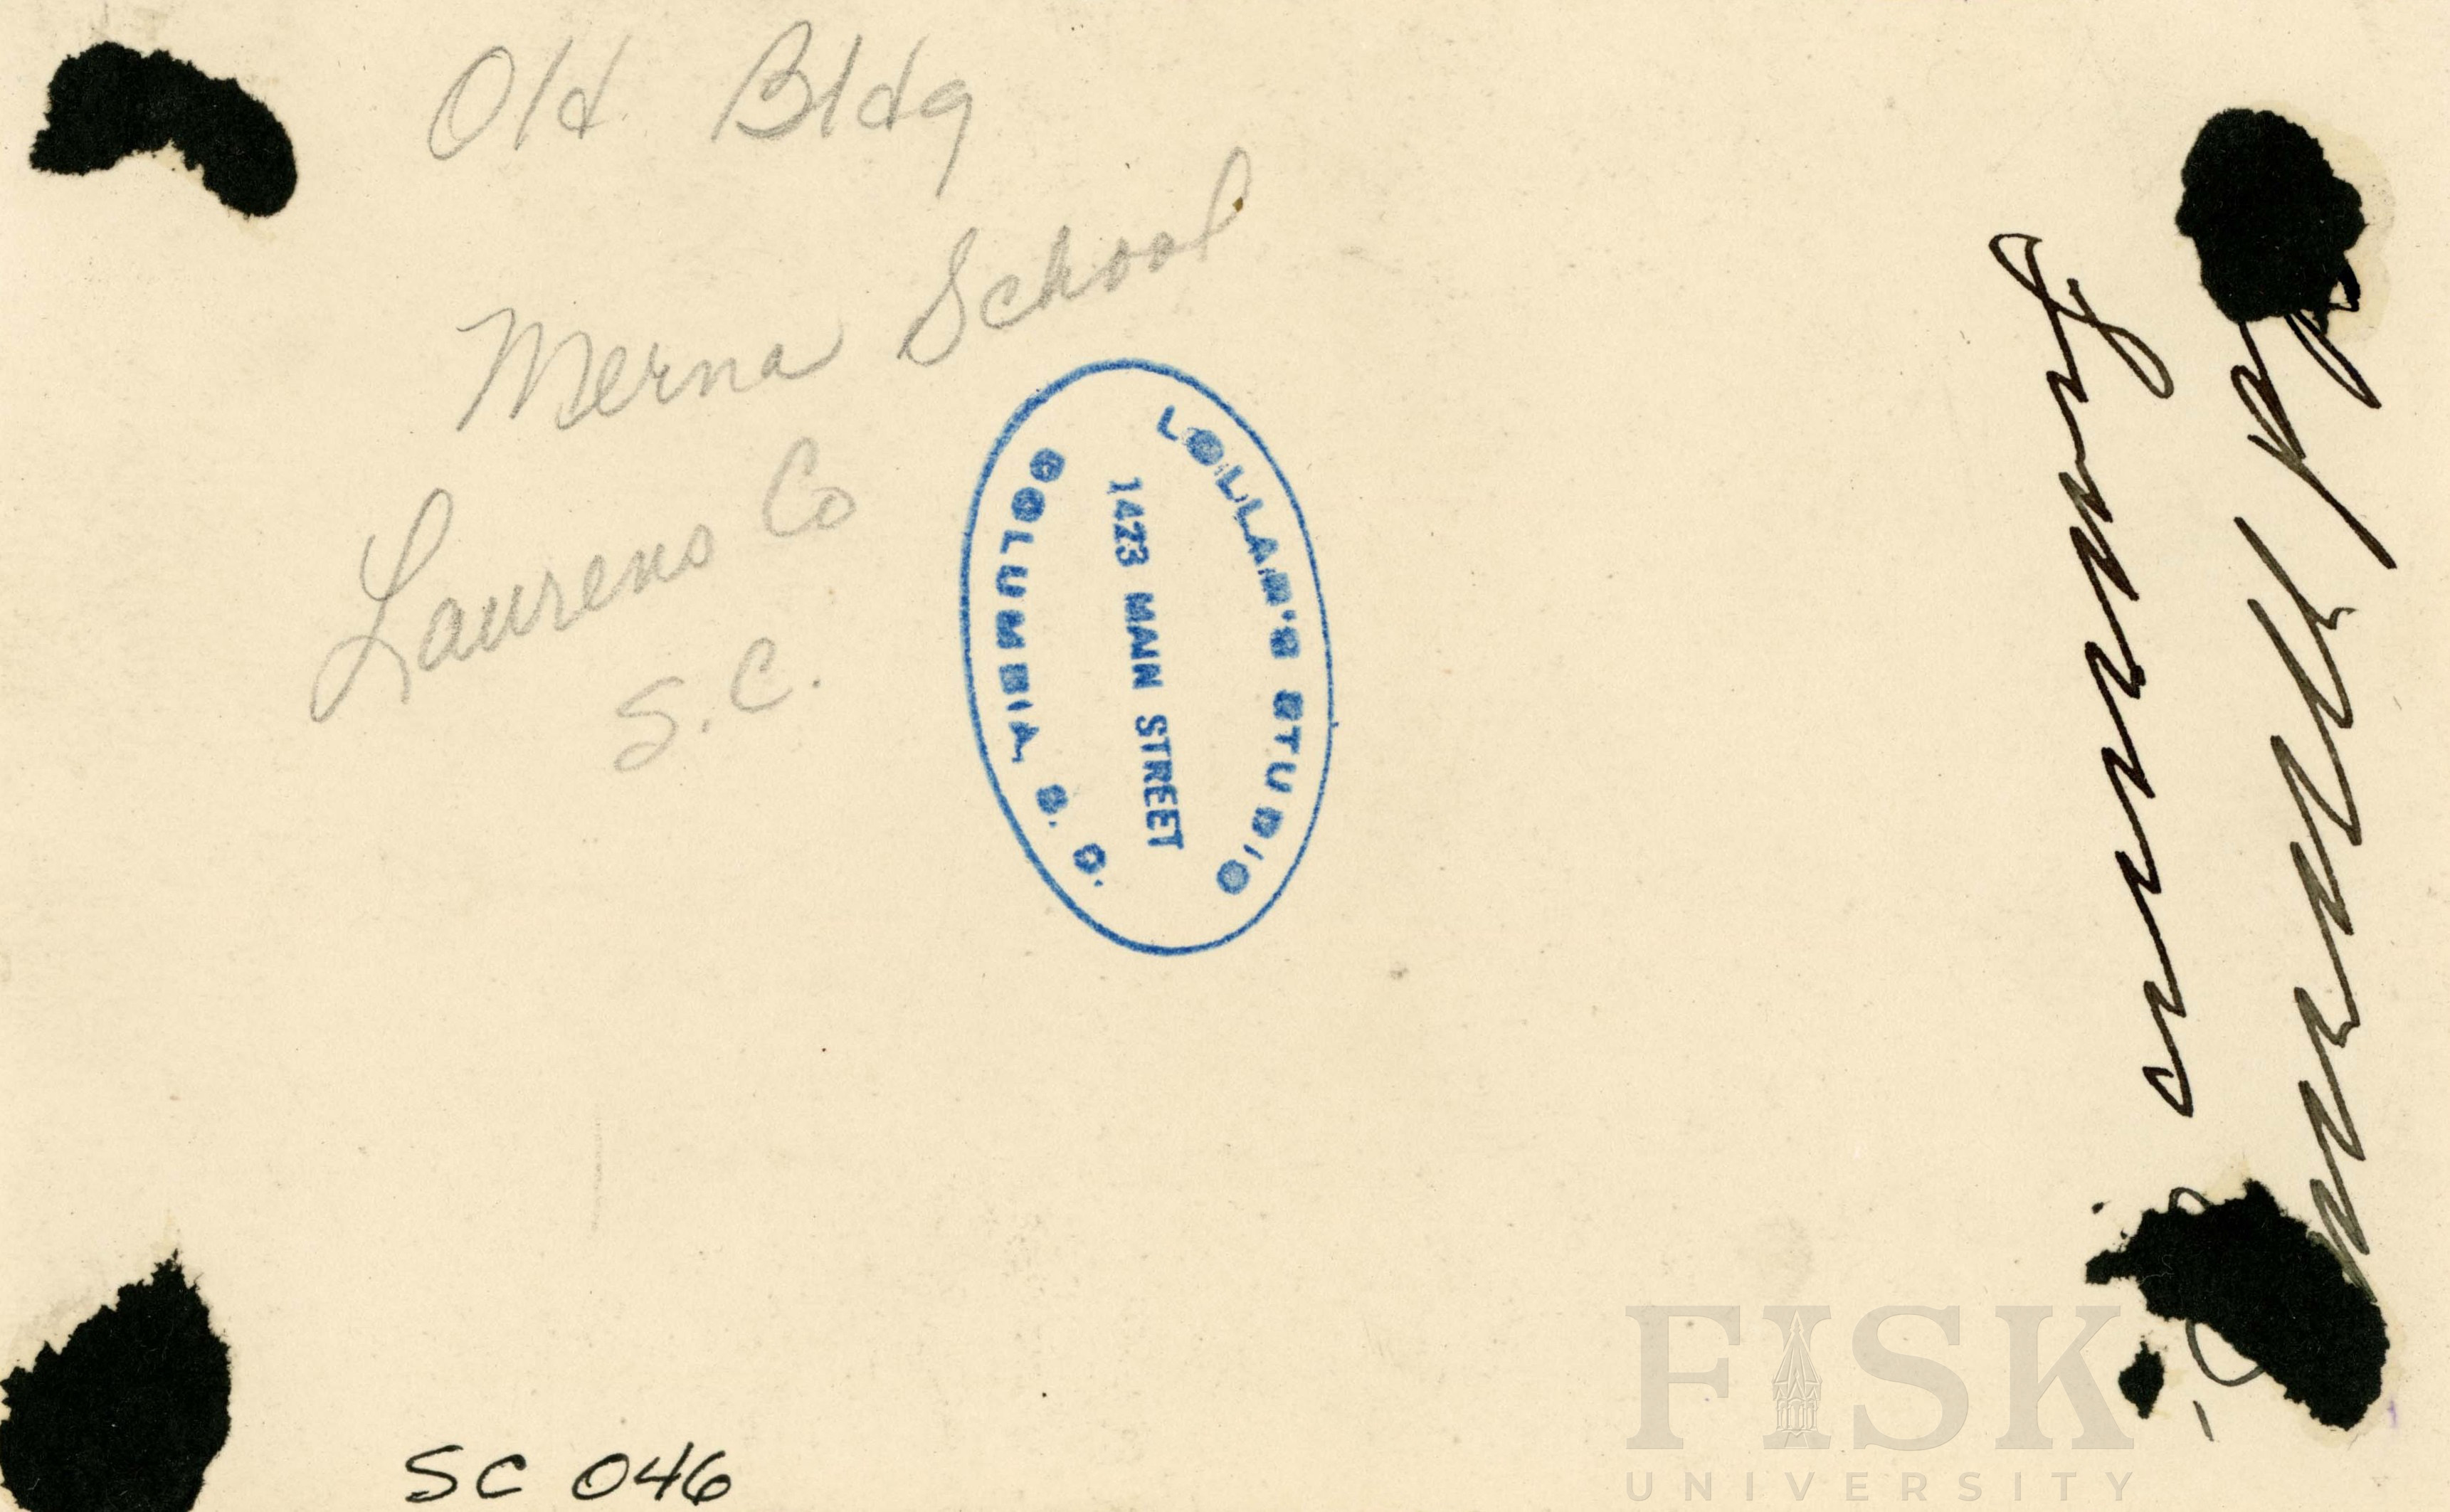 Old Bldg
Merna School
Laurens Co
S.C.
LOLLAR'S STUDIO
1423 MAIN STREET
COLUMBIA, S. C.
SC 046
FISK
UNIVERSITY